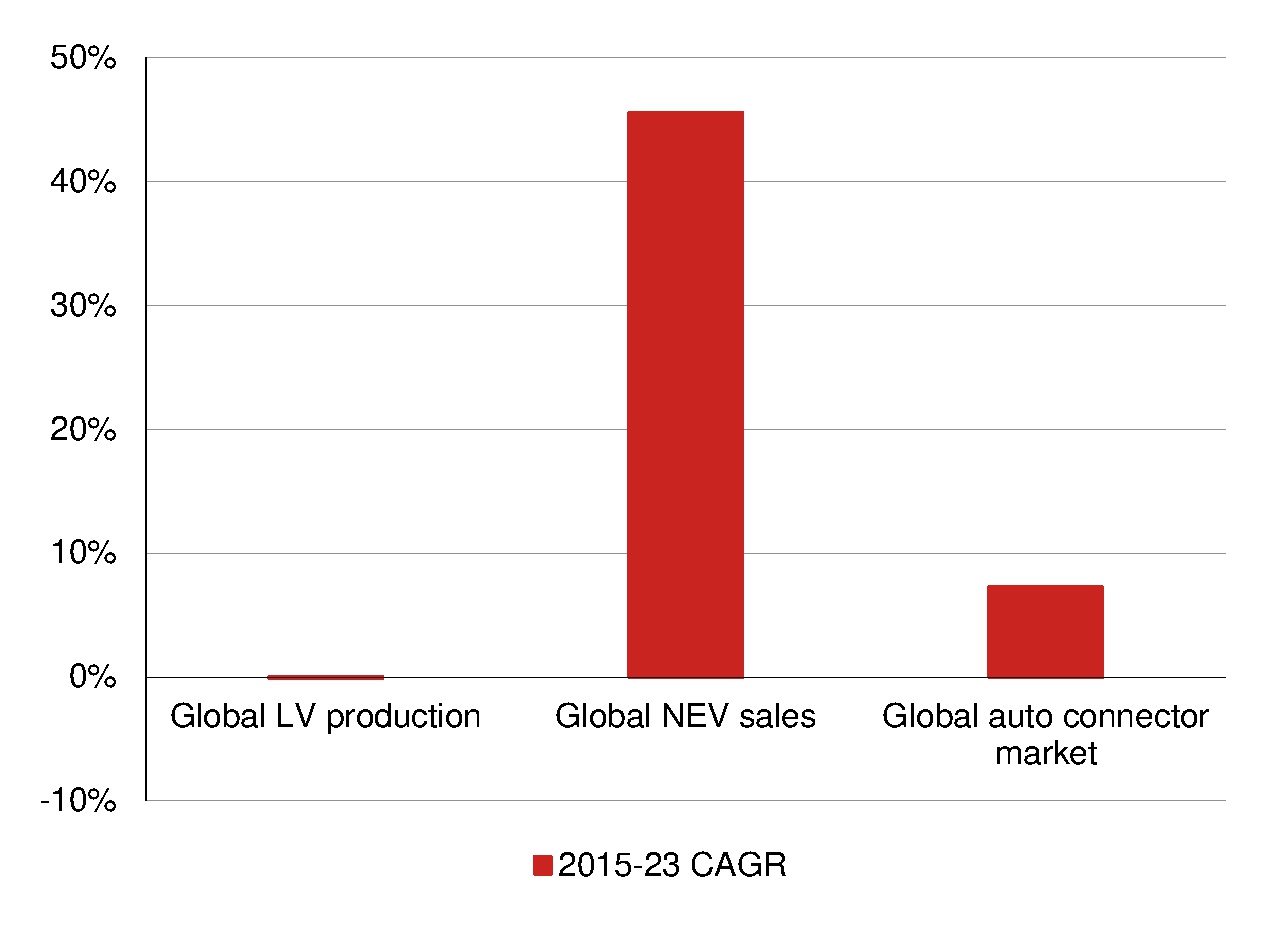 50%
40%
30%
20%
10%
0%
-10%
Global LV production
Global NEV sales
Global auto connector
market
2015-23 CAGR